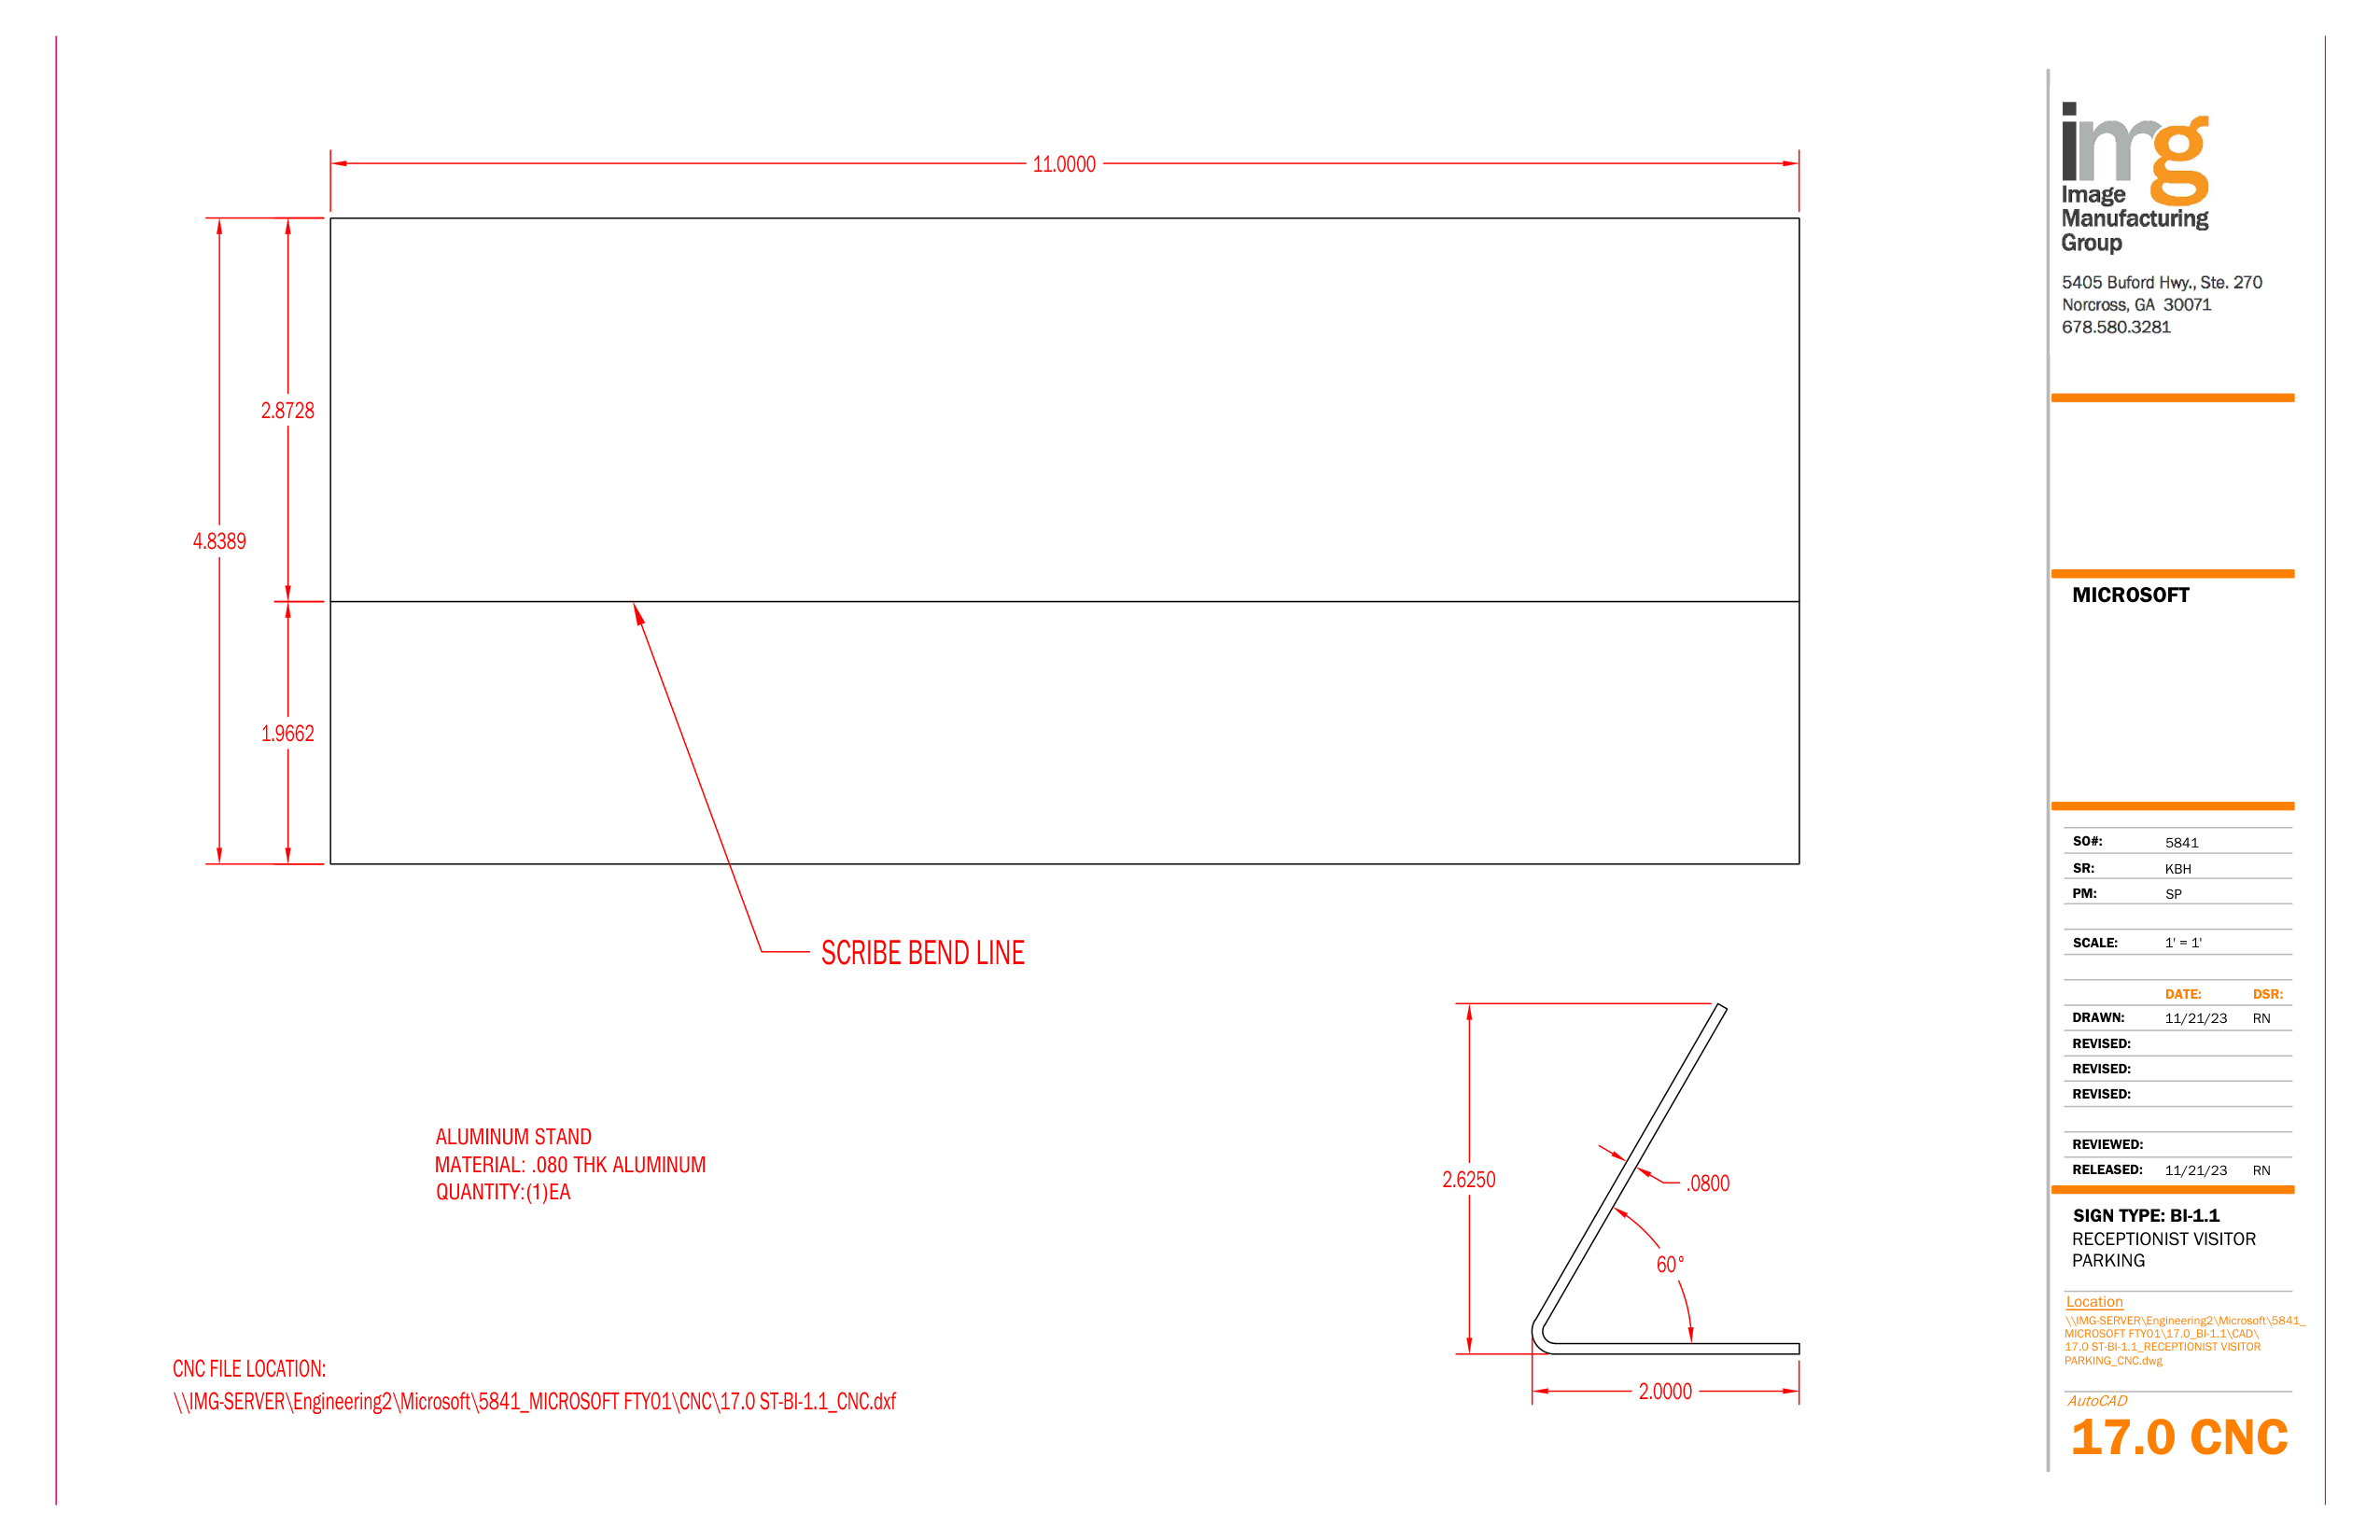 11.0000
2.8728
4.8389
1.9662
SCRIBE BEND LINE
2.6250
.0800
60°
2.0000
ALUMINUM STAND
MATERIAL: .080 THK ALUMINUM
QUANTITY:(1)EA
CNC FILE LOCATION:
\\IMG-SERVER\Engineering2\Microsoft\5841_MICROSOFT FTY01\CNC\17.0 ST-BI-1.1_CNC.dxf
img
Image
Manufacturing
Group
5405 Buford Hwy., Ste. 270
Norcross, GA 30071
678.580.3281
MICROSOFT
SO#: 5841
SR: KBH
PM: SP
SCALE: 1' = 1'
DATE: DSR:
DRAWN: 11/21/23 RN
REVISED:
REVISED:
REVISED:
REVIEWED:
RELEASED: 11/21/23 RN
SIGN TYPE: BI-1.1
RECEPTIONIST VISITOR
PARKING
Location
\\IMG-SERVER\Engineering2\Microsoft\5841_
MICROSOFT FTY01\17.0_BI-1.1\CAD\
17.0 ST-BI-1.1_RECEPTIONIST VISITOR
PARKING_CNC.dwg
AutoCAD
17.0 CNC